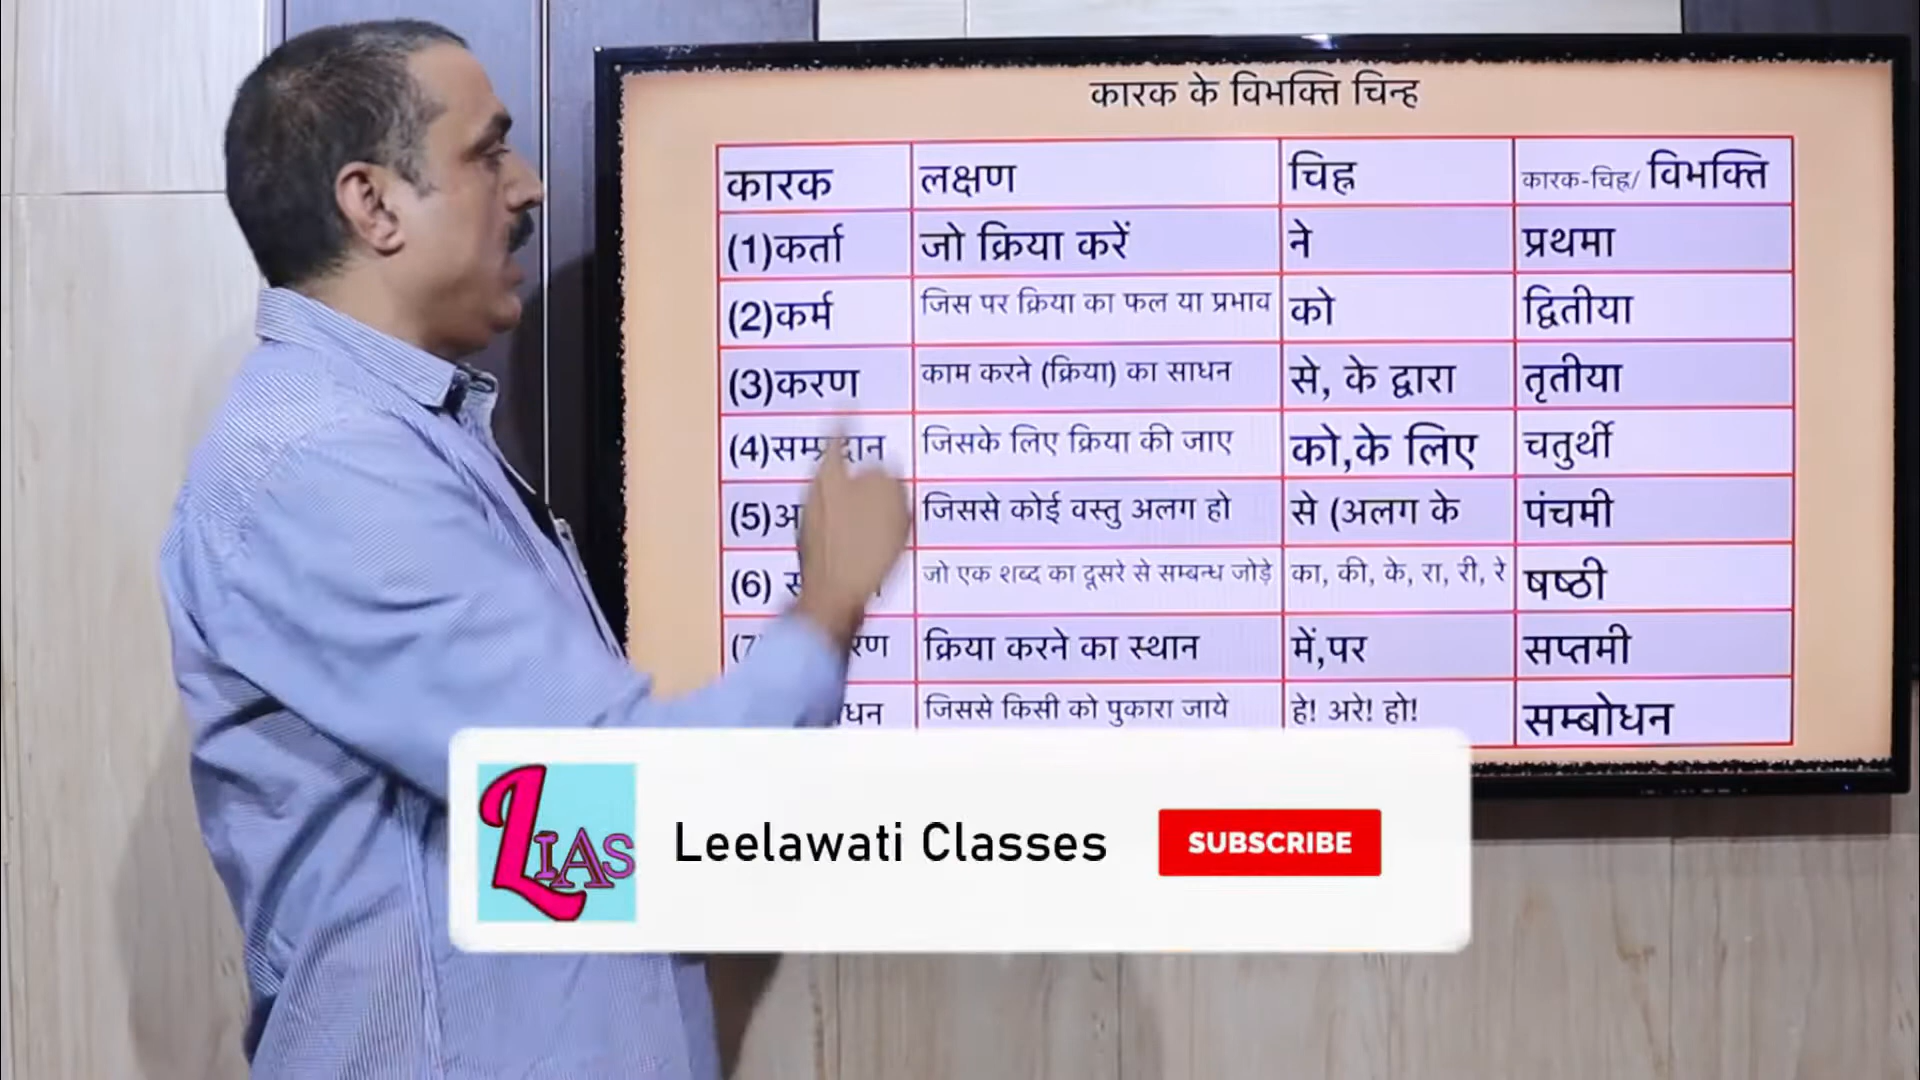 कारक के विभक्ति चिन्ह
कारक लक्षण चिह्न कारक-चिह्न/ विभक्ति
(1)कर्ता जो क्रिया करें ने प्रथमा
(2)कर्म जिस पर क्रिया का फल या प्रभाव को द्वितीया
(3)करण काम करने (क्रिया) का साधन से, के द्वारा तृतीया
(4)सम्प्रदान जिसके लिए क्रिया की जाए को,के लिए चतुर्थी
(5) जिससे कोई वस्तु अलग हो से (अलग के पंचमी
(6) जो एक शब्द का दूसरे से सम्बन्ध जोड़े का, की, के, रा, री, रे षष्ठी
क्रिया करने का स्थान में,पर सप्तमी
जिससे किसी को पुकारा जाये हे! अरे! हो! सम्बोधन
LIAS
Leelawati Classes
SUBSCRIBE